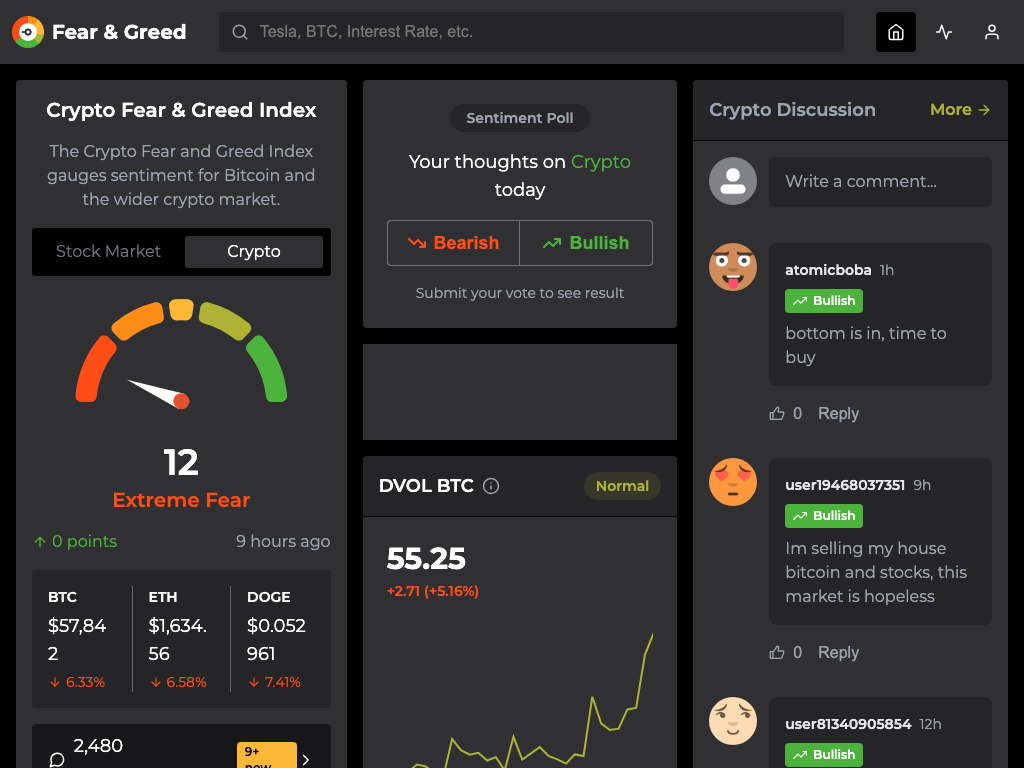 Fear & Greed
Tesla, BTC, Interest Rate, etc.
Crypto Fear & Greed Index
The Crypto Fear and Greed Index
gauges sentiment for Bitcoin and
the wider crypto market.
Stock Market
Crypto
12
Extreme Fear
0 points
9 hours ago
BTC
$57,84
2
6.33%
ETH
$1,634.
56
6.58%
DOGE
$0.052
961
7.41%
2,480
9+
new
Sentiment Poll
Your thoughts on Crypto
today
Bearish
Bullish
Submit your vote to see result
DVOL BTC
Normal
55.25
+2.71 (+5.16%)
Crypto Discussion
More
Write a comment...
atomicboba 1h
Bullish
bottom is in, time to
buy
0 Reply
user19468037351 9h
Bullish
Im selling my house
bitcoin and stocks, this
market is hopeless
0 Reply
user81340905854 12h
Bullish